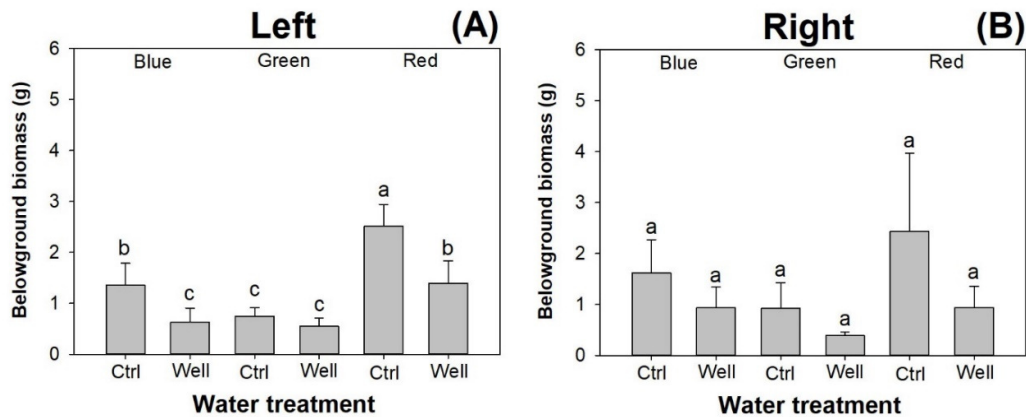 Left (A)
Blue Green Red
Belowground biomass (g)
6
5
4
3
2
1
0
b c c c a b
Ctrl Well Ctrl Well Ctrl Well
Water treatment
Right (B)
Blue Green Red
Belowground biomass (g)
6
5
4
3
2
1
0
a a a a a a
Ctrl Well Ctrl Well Ctrl Well
Water treatment